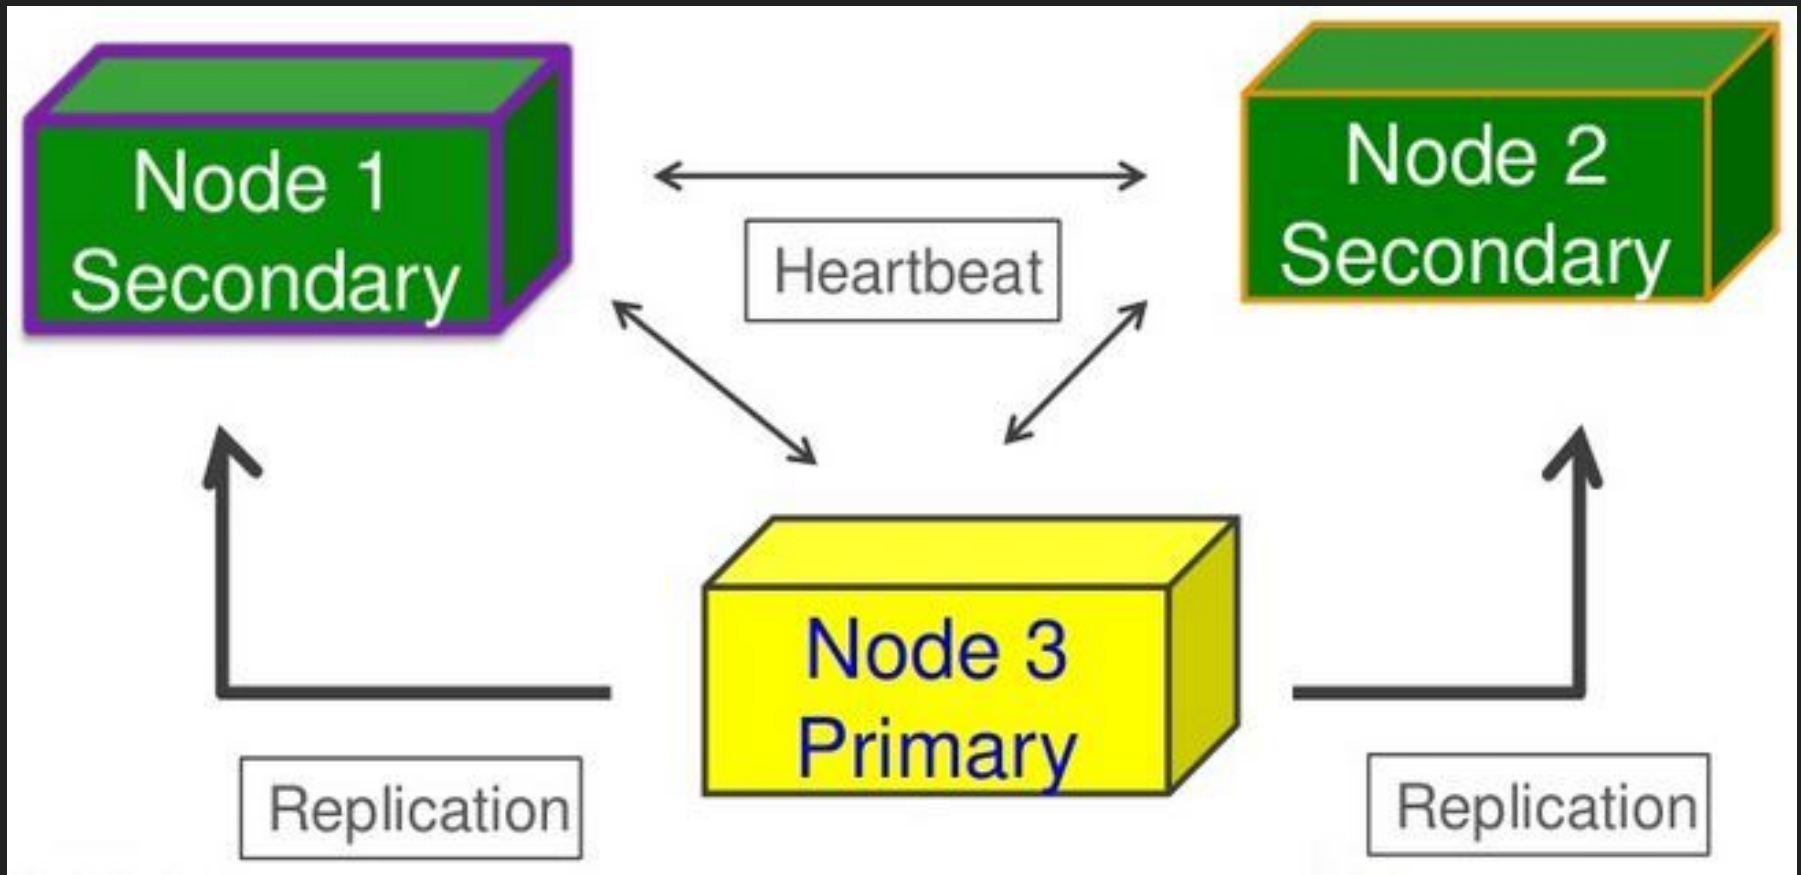 Node 1
Secondary
Node 2
Secondary
Heartbeat
Node 3
Primary
Replication
Replication